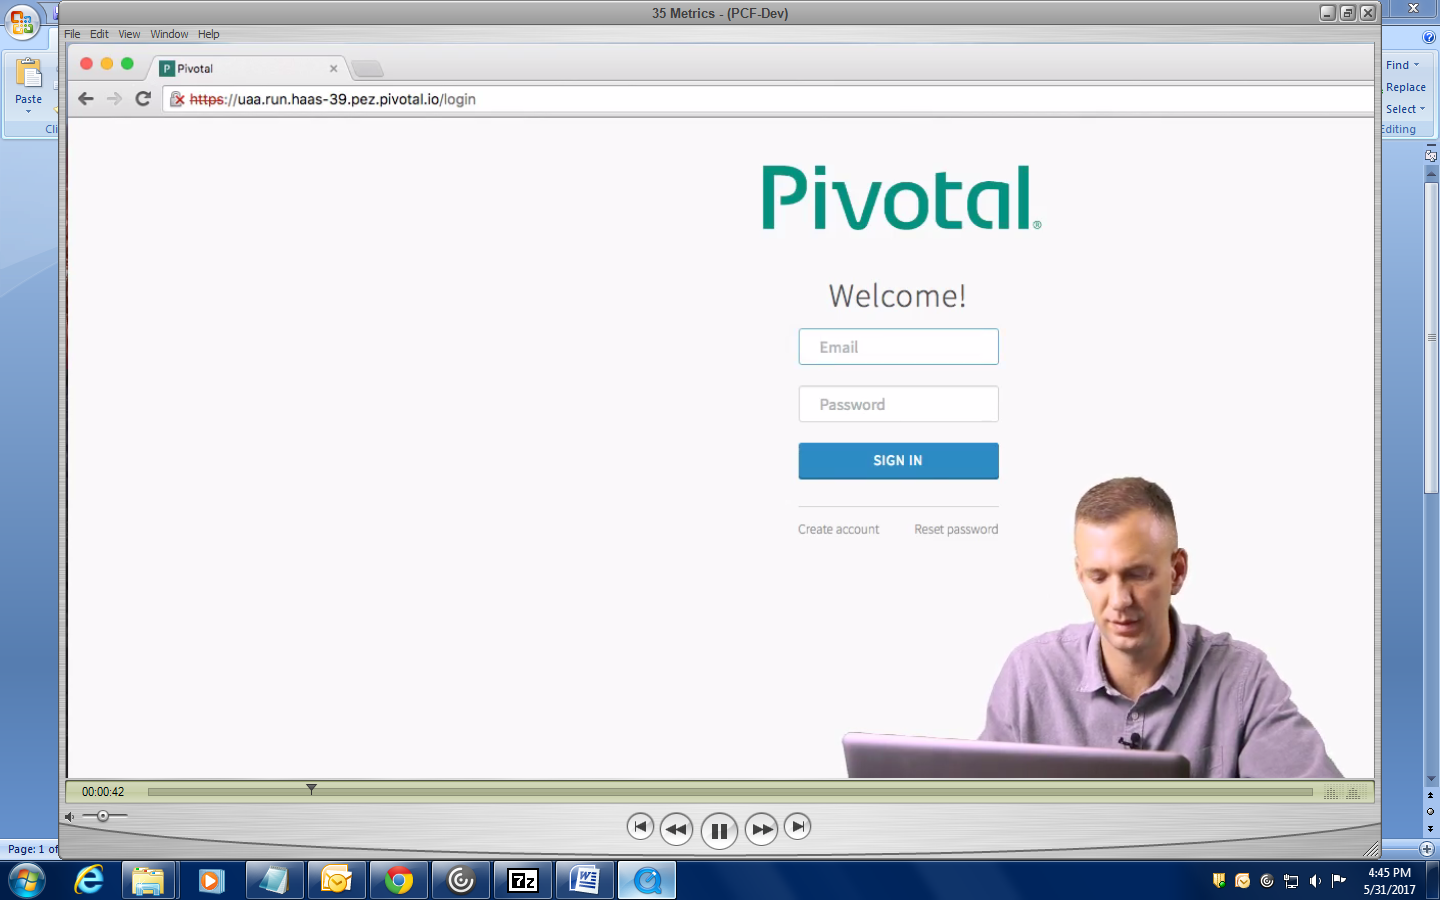 35 Metrics - (PCF-Dev)
File Edit View Window Help
Find
Paste
Replace
Select
Editing
Cli
Pivotal
https://uaa.run.haas-39.pez.pivotal.io/login
Pivotal®
Welcome!
Email
Password
SIGN IN
Create account Reset password
00:00:42
Page: 1 of
7z
4:45 PM
5/31/2017